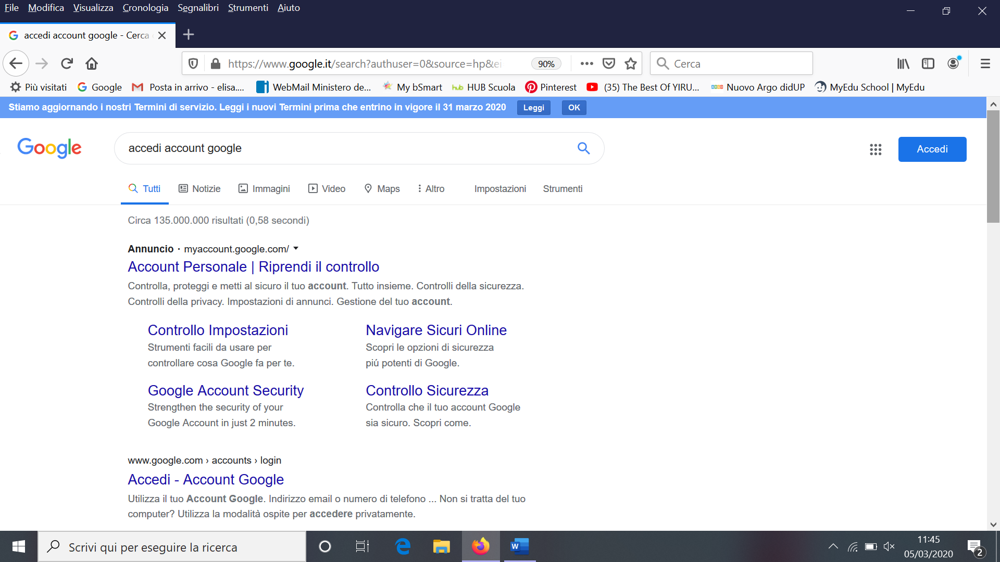 File Modifica Visualizza Cronologia Segnalibri Strumenti Aiuto
accedi account google - Cerca
https://www.google.it/search?authuser=0&source=hp&ei 90% Cerca
Più visitati Google Posta in arrivo - elisa.... WebMail Ministero de... My bSmart hub HUB Scuola Pinterest (35) The Best Of YIRU... ARGO Nuovo Argo didUP MyEdu School | MyEdu
Stiamo aggiornando i nostri Termini di servizio. Leggi i nuovi Termini prima che entrino in vigore il 31 marzo 2020 Leggi OK
Google accedi account google Accedi
Tutti Notizie Immagini Video Maps Altro Impostazioni Strumenti
Circa 135.000.000 risultati (0,58 secondi)
Annuncio · myaccount.google.com/
Account Personale | Riprendi il controllo
Controlla, proteggi e metti al sicuro il tuo account. Tutto insieme. Controlli della sicurezza.
Controlli della privacy. Impostazioni di annunci. Gestione del tuo account.
Controllo Impostazioni
Strumenti facili da usare per
controllare cosa Google fa per te.
Navigare Sicuri Online
Scopri le opzioni di sicurezza
piú potenti di Google.
Google Account Security
Strengthen the security of your
Google Account in just 2 minutes.
Controllo Sicurezza
Controlla che il tuo account Google
sia sicuro. Scopri come.
www.google.com › accounts › login
Accedi - Account Google
Utilizza il tuo Account Google. Indirizzo email o numero di telefono ... Non si tratta del tuo
computer? Utilizza la modalità ospite per accedere privatamente.
Scrivi qui per eseguire la ricerca
W
11:45
05/03/2020
2